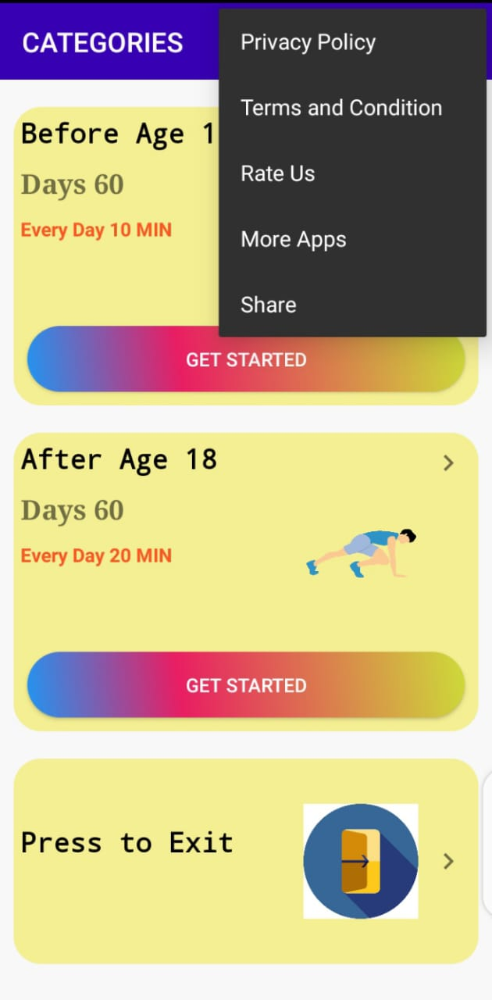 CATEGORIES
Privacy Policy
Terms and Condition
Rate Us
More Apps
Share
Before Age 1
Days 60
Every Day 10 MIN
GET STARTED
After Age 18
Days 60
Every Day 20 MIN
GET STARTED
Press to Exit